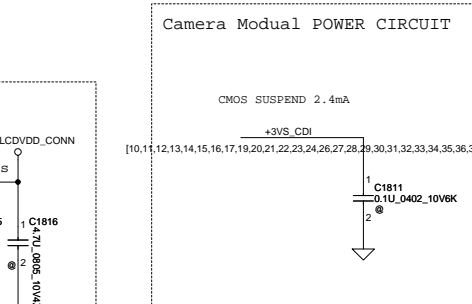 Camera Modual POWER CIRCUIT
CMOS SUSPEND 2.4mA
+3VS_CDI
[10,11,12,13,14,15,16,17,19,20,21,22,23,24,26,27,28,29,30,31,32,33,34,35,36,3
1
C1811
0.1U_0402_10V6K
@
2
LCDVDD_CONN
S
1
C1816
4.7U_0805_10V4
@
2